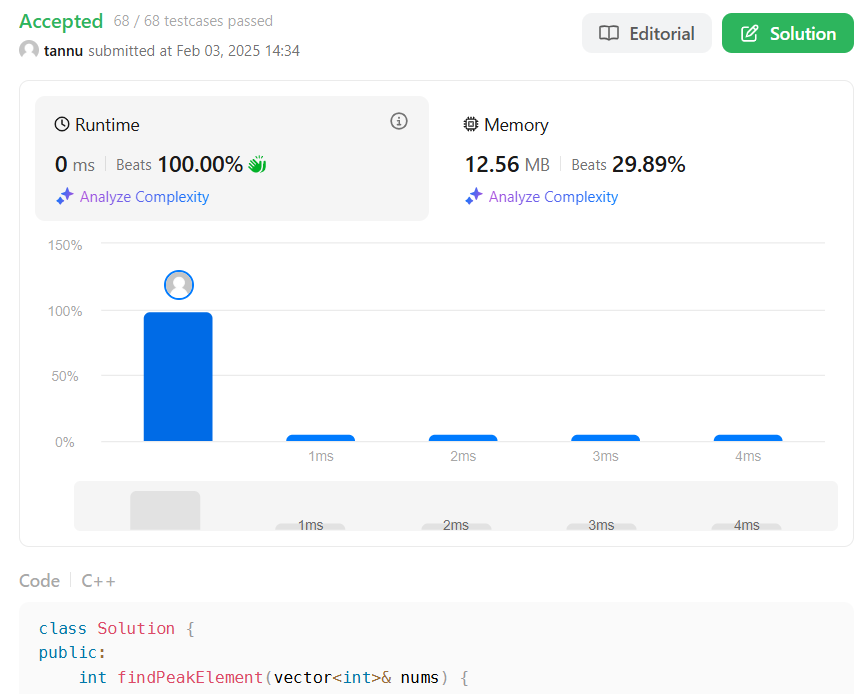 Accepted 68 / 68 testcases passed
Editorial
Solution
tannu submitted at Feb 03, 2025 14:34
Runtime
0 ms Beats 100.00%
Analyze Complexity
Memory
12.56 MB Beats 29.89%
Analyze Complexity
150%
100%
50%
0%
1ms 2ms 3ms 4ms
1ms 2ms 3ms 4ms
Code C++
class Solution {
public:
    int findPeakElement(vector<int>& nums) {